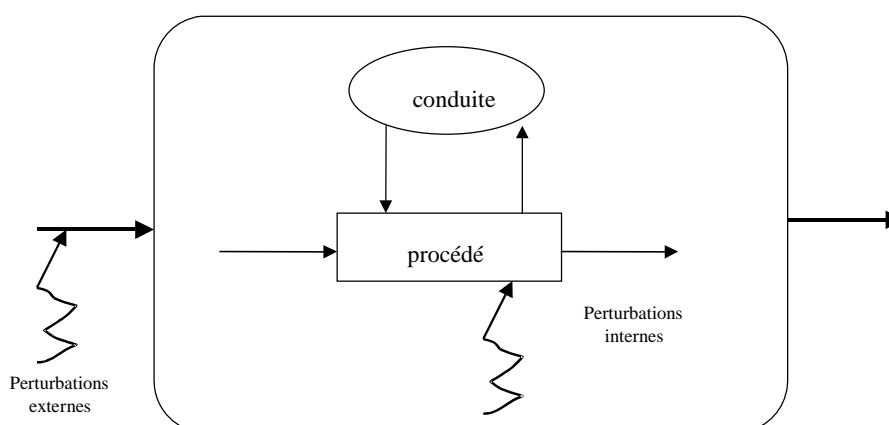 conduite
procédé
Perturbations
internes
Perturbations
externes